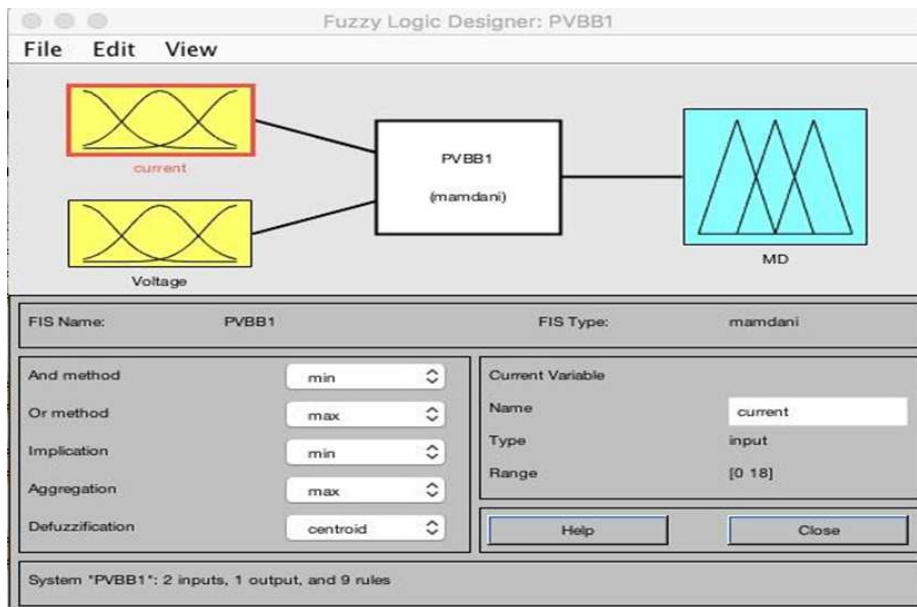 Fuzzy Logic Designer: PVBB1
File Edit View
current
PVBB1
(mamdani)
Voltage
MD
FIS Name: PVBB1 FIS Type: mamdani
And method min
Or method max
Implication min
Aggregation max
Defuzzification centroid
Current Variable
Name current
Type input
Range [0 18]
Help Close
System "PVBB1": 2 inputs, 1 output, and 9 rules